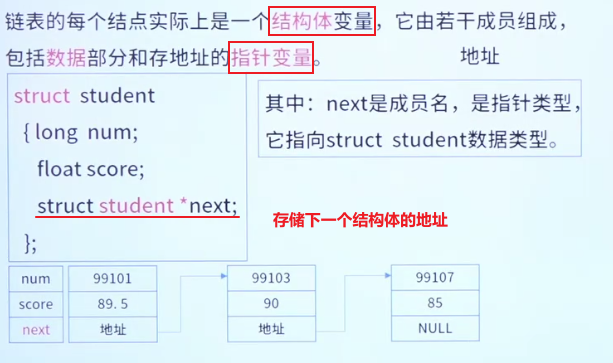 链表的每个结点实际上是一个结构体变量，它由若干成员组成，
包括数据部分和存地址的指针变量。
地址
struct student
{ long num;
float score;
struct student *next;
};
其中：next是成员名，是指针类型，
它指向struct student数据类型。
存储下一个结构体的地址
num 99101 99103 99107
score 89.5 90 85
next 地址 地址 NULL